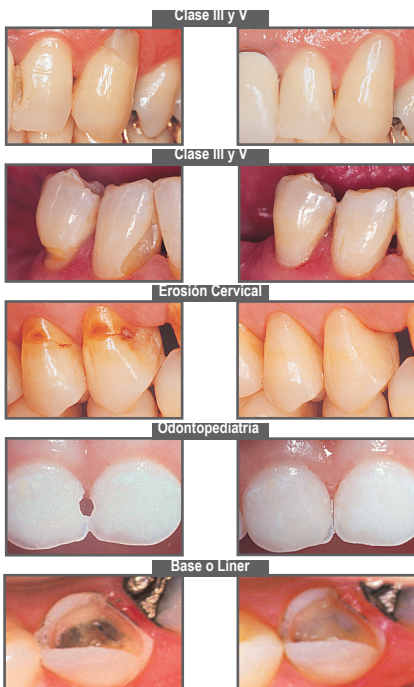 Clase III y V
Clase III y V
Erosión Cervical
Odontopediatría
Base o Liner